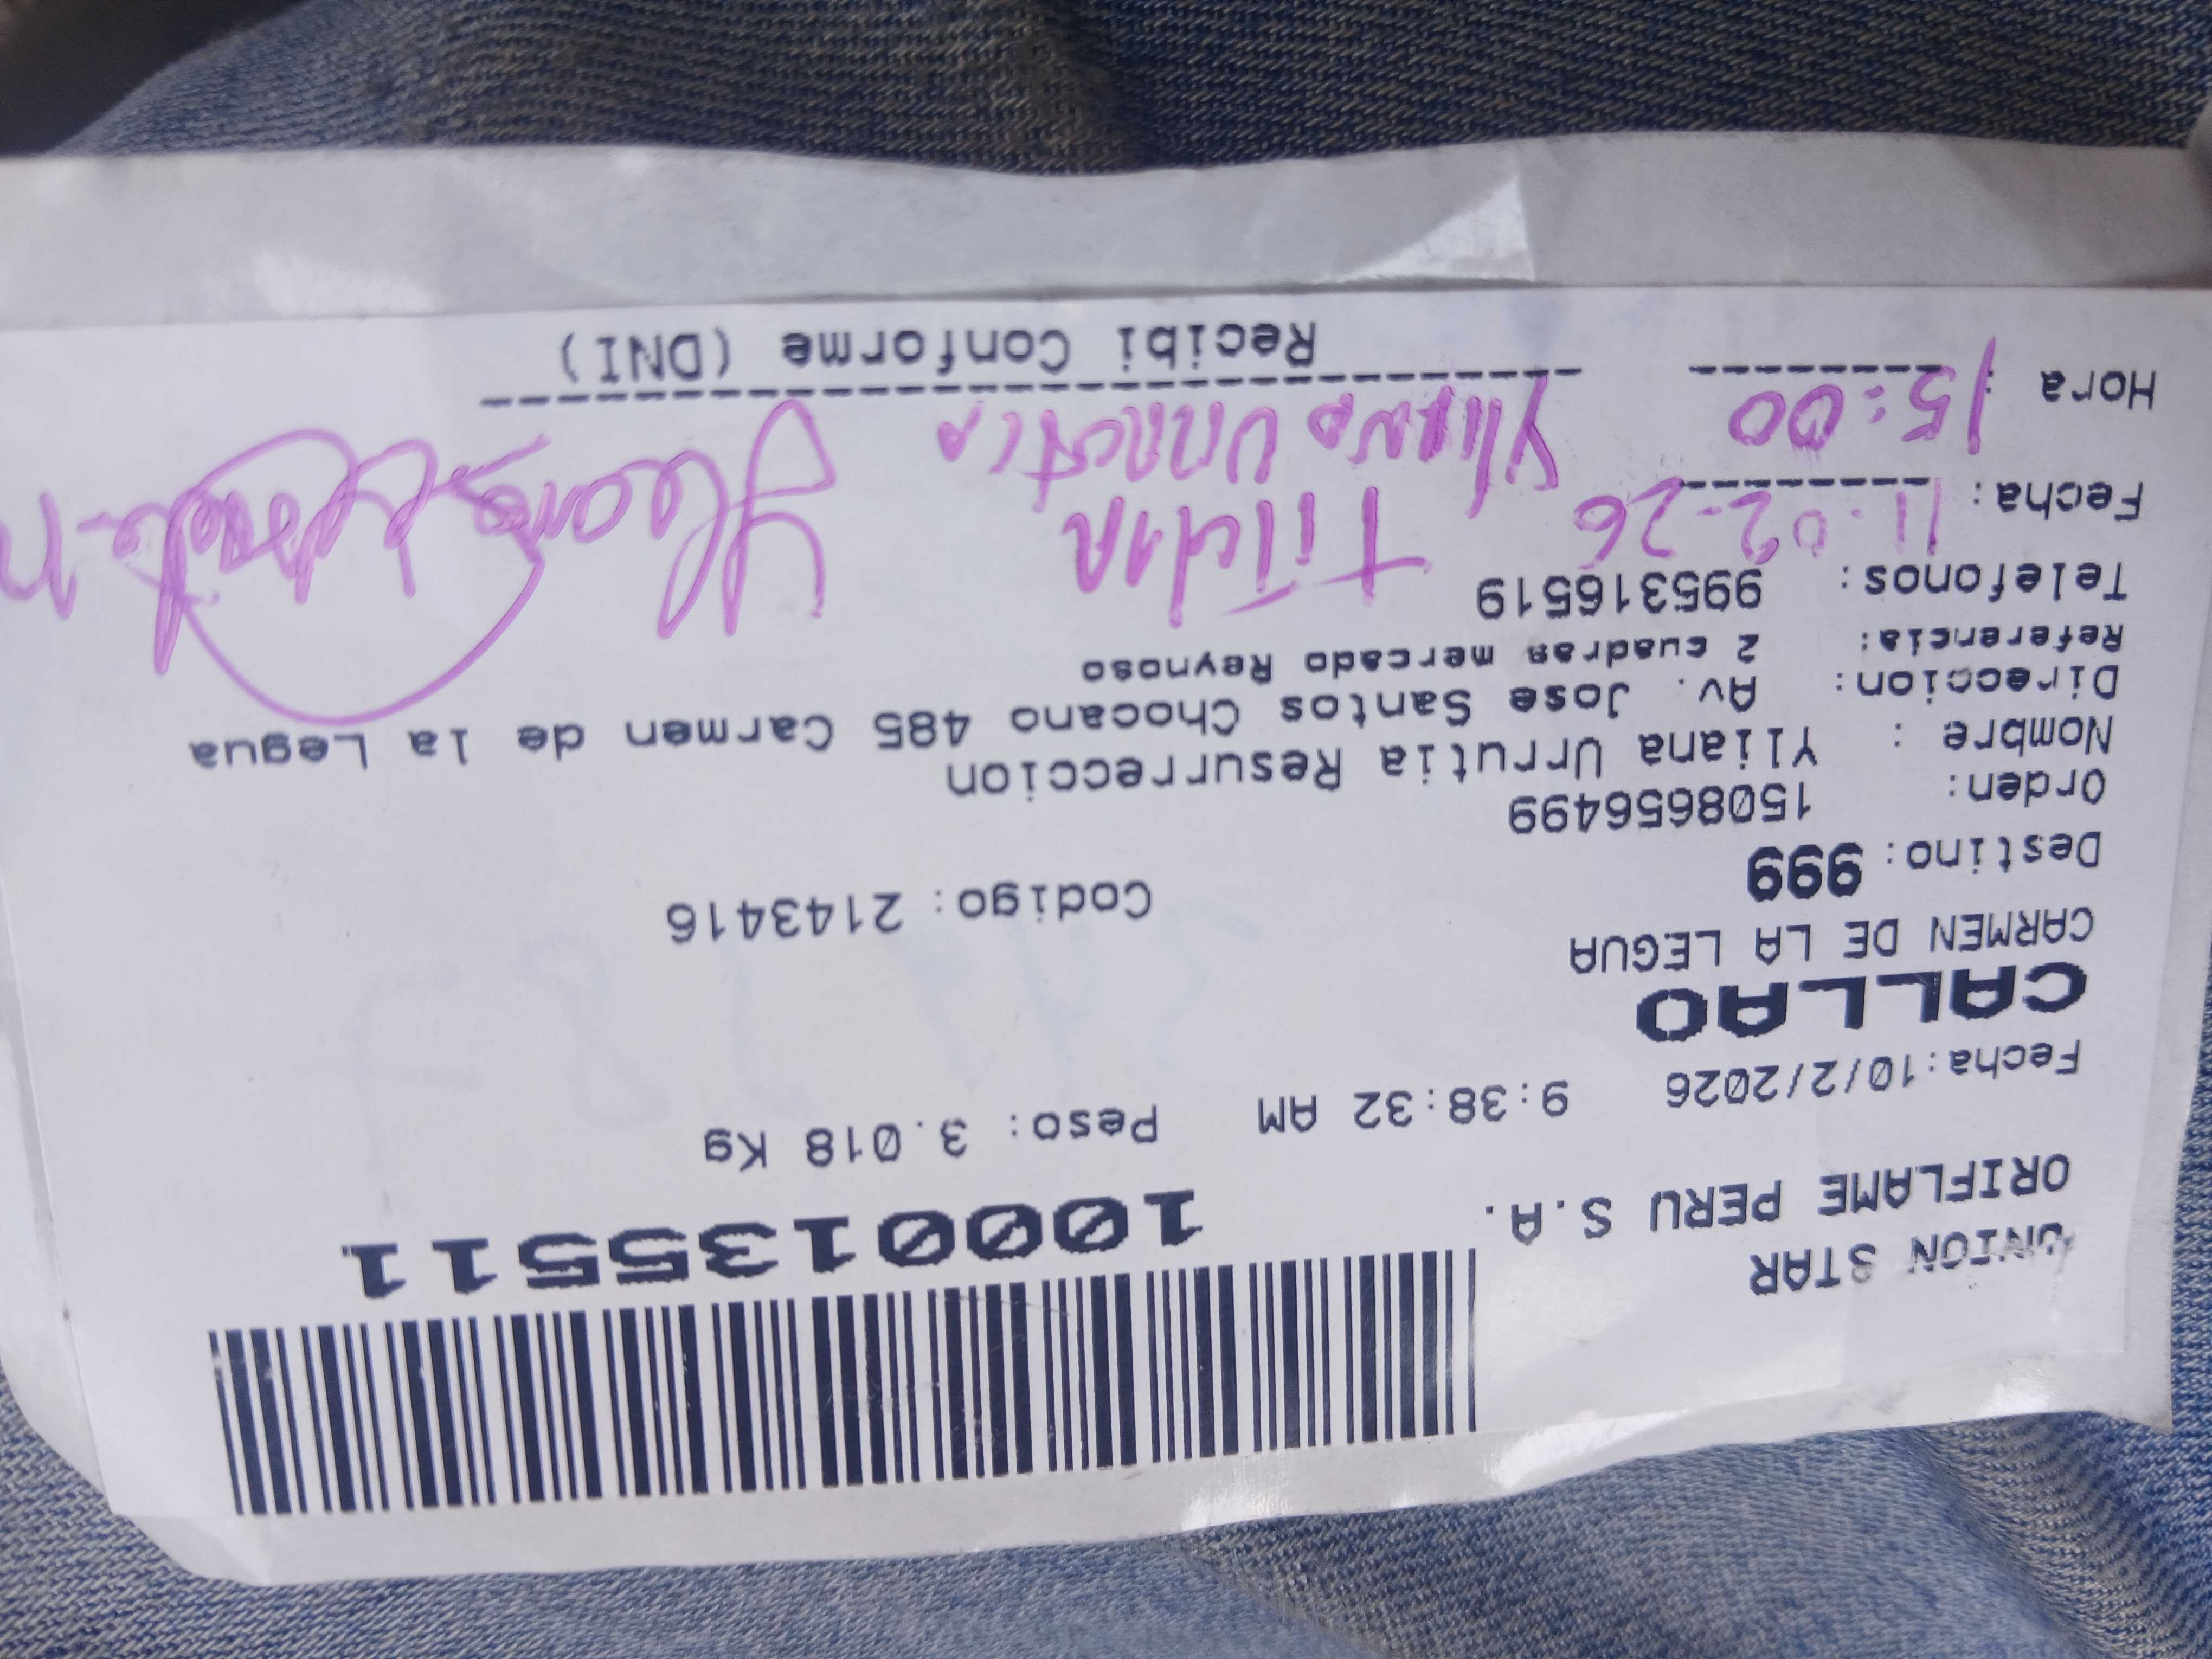 UNION STAR
ORIFLAME PERU S.A.
1000135511
Fecha:10/2/2026 9:38:32 AM Peso: 3.018 Kg
CALLAO
CARMEN DE LA LEGUA
Destino: 999 Codigo: 2143416
Orden: 1508656499
Nombre : Yliana Urrutia Resurreccion
Direccion: Av. Jose Santos Chocano 485 Carmen de la Legua
Referencia: 2 cuadras mercado Reynoso
Telefonos: 995316519
Fecha: 11.02-26
Yliana Urrutia
Hora : 15:00
Recibi Conforme (DNI)